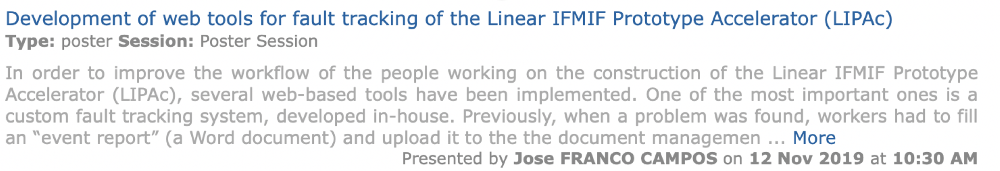 Development of web tools for fault tracking of the Linear IFMIF Prototype Accelerator (LIPAc)
Type: poster Session: Poster Session
In order to improve the workflow of the people working on the construction of the Linear IFMIF Prototype
Accelerator (LIPAc), several web-based tools have been implemented. One of the most important ones is a
custom fault tracking system, developed in-house. Previously, when a problem was found, workers had to fill
an “event report” (a Word document) and upload it to the the document managemen ... More
Presented by Jose FRANCO CAMPOS on 12 Nov 2019 at 10:30 AM